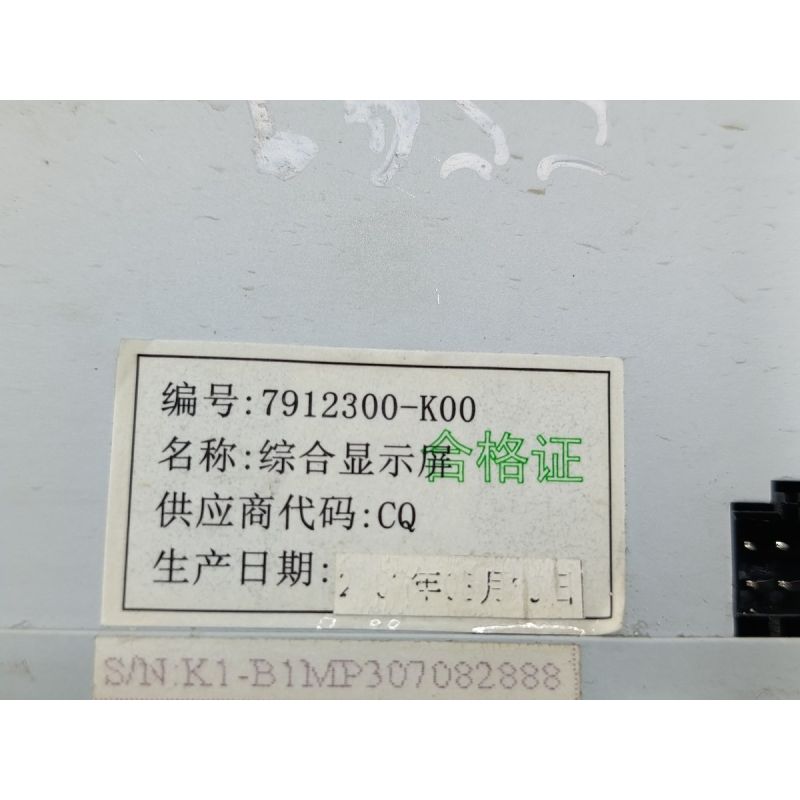 编号:7912300-K00
名称:综合显示屏
合格证
供应商代码:CQ
生产日期:
S/N:K1-B1MP307082888